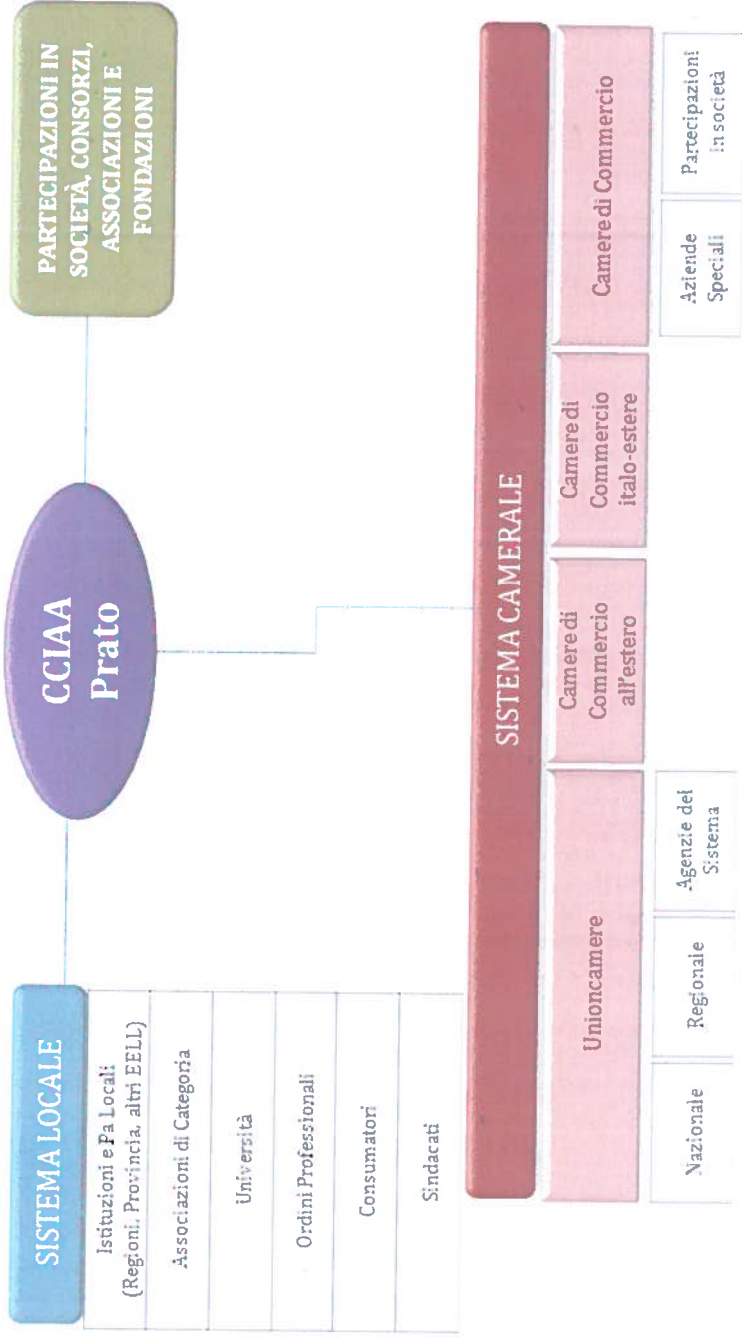 SISTEMA LOCALE
Istituzioni e Pa Locali
(Regioni, Provincia, altri EELL)
Associazioni di Categoria
Università
Ordini Professionali
Consumatori
Sindacati
CCIAA
Prato
PARTECIPAZIONI IN
SOCIETÀ, CONSORZI,
ASSOCIAZIONI E
FONDAZIONI
SISTEMA CAMERALE
Unioncamere
Camere di
Commercio
all'estero
Camere di
Commercio
italo-estere
Camere di Commercio
Nazionale
Regionale
Agenzie del
Sistema
Aziende
Speciali
Partecipazioni
in società